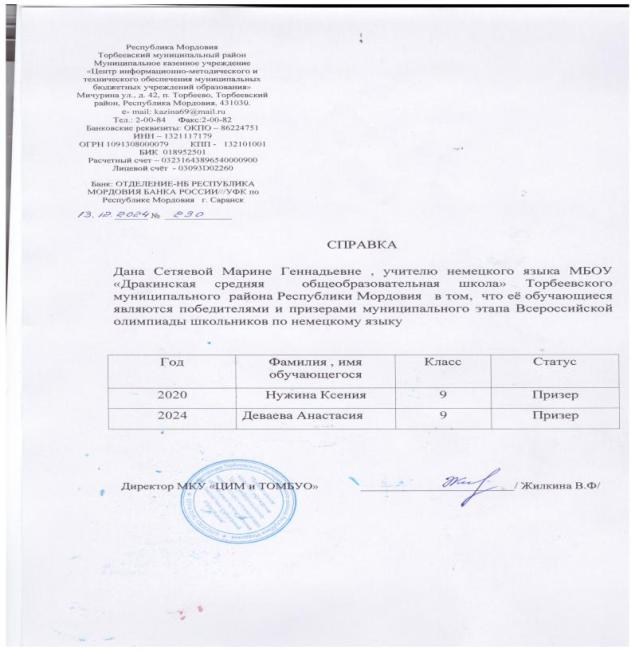 Республика Мордовия
Торбеевский муниципальный район
Муниципальное казенное учреждение
«Центр информационно-методического и
технического обеспечения муниципальных
бюджетных учреждений образования»
Мичурина ул., д. 42, п. Торбеево, Торбеевский
район, Республика Мордовия, 431030.
e- mail: kazina69@mail.ru
Тел.: 2-00-84 Факс:2-00-82
Банковские реквизиты: ОКПО – 86224751
ИНН – 1321117179
ОГРН 1091308000079 КПП - 132101001
БИК 018952501
Расчетный счет – 03231643896540000900
Лицевой счёт - 03093D02260
Банк: ОТДЕЛЕНИЕ-НБ РЕСПУБЛИКА
МОРДОВИЯ БАНКА РОССИИ//УФК по
Республике Мордовия г. Саранск
13.12.2024 № 230
СПРАВКА
Дана Сетяевой Марине Геннадьевне , учителю немецкого языка МБОУ
«Дракинская средняя общеобразовательная школа» Торбеевского
муниципального района Республики Мордовия в том, что её обучающиеся
являются победителями и призерами муниципального этапа Всероссийской
олимпиады школьников по немецкому языку
Год Фамилия , имя обучающегося Класс Статус
2020 Нужина Ксения 9 Призер
2024 Деваева Анастасия 9 Призер
Директор МКУ «ЦИМ и ТОМБУО» / Жилкина В.Ф/